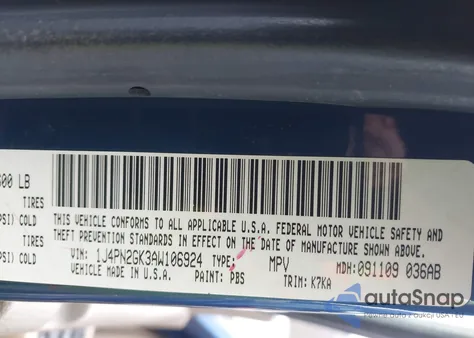 600 LB
TIRES
PSI) COLD
TIRES
PSI) COLD
THIS VEHICLE CONFORMS TO ALL APPLICABLE U.S.A. FEDERAL MOTOR VEHICLE SAFETY AND
THEFT PREVENTION STANDARDS IN EFFECT ON THE DATE OF MANUFACTURE SHOWN ABOVE.
VIN: 1J4PN2GK3AW106924 TYPE: MPV MDH: 091109 036AB
VEHICLE MADE IN U.S.A. PAINT: PBS TRIM: K7KA
autoSnap